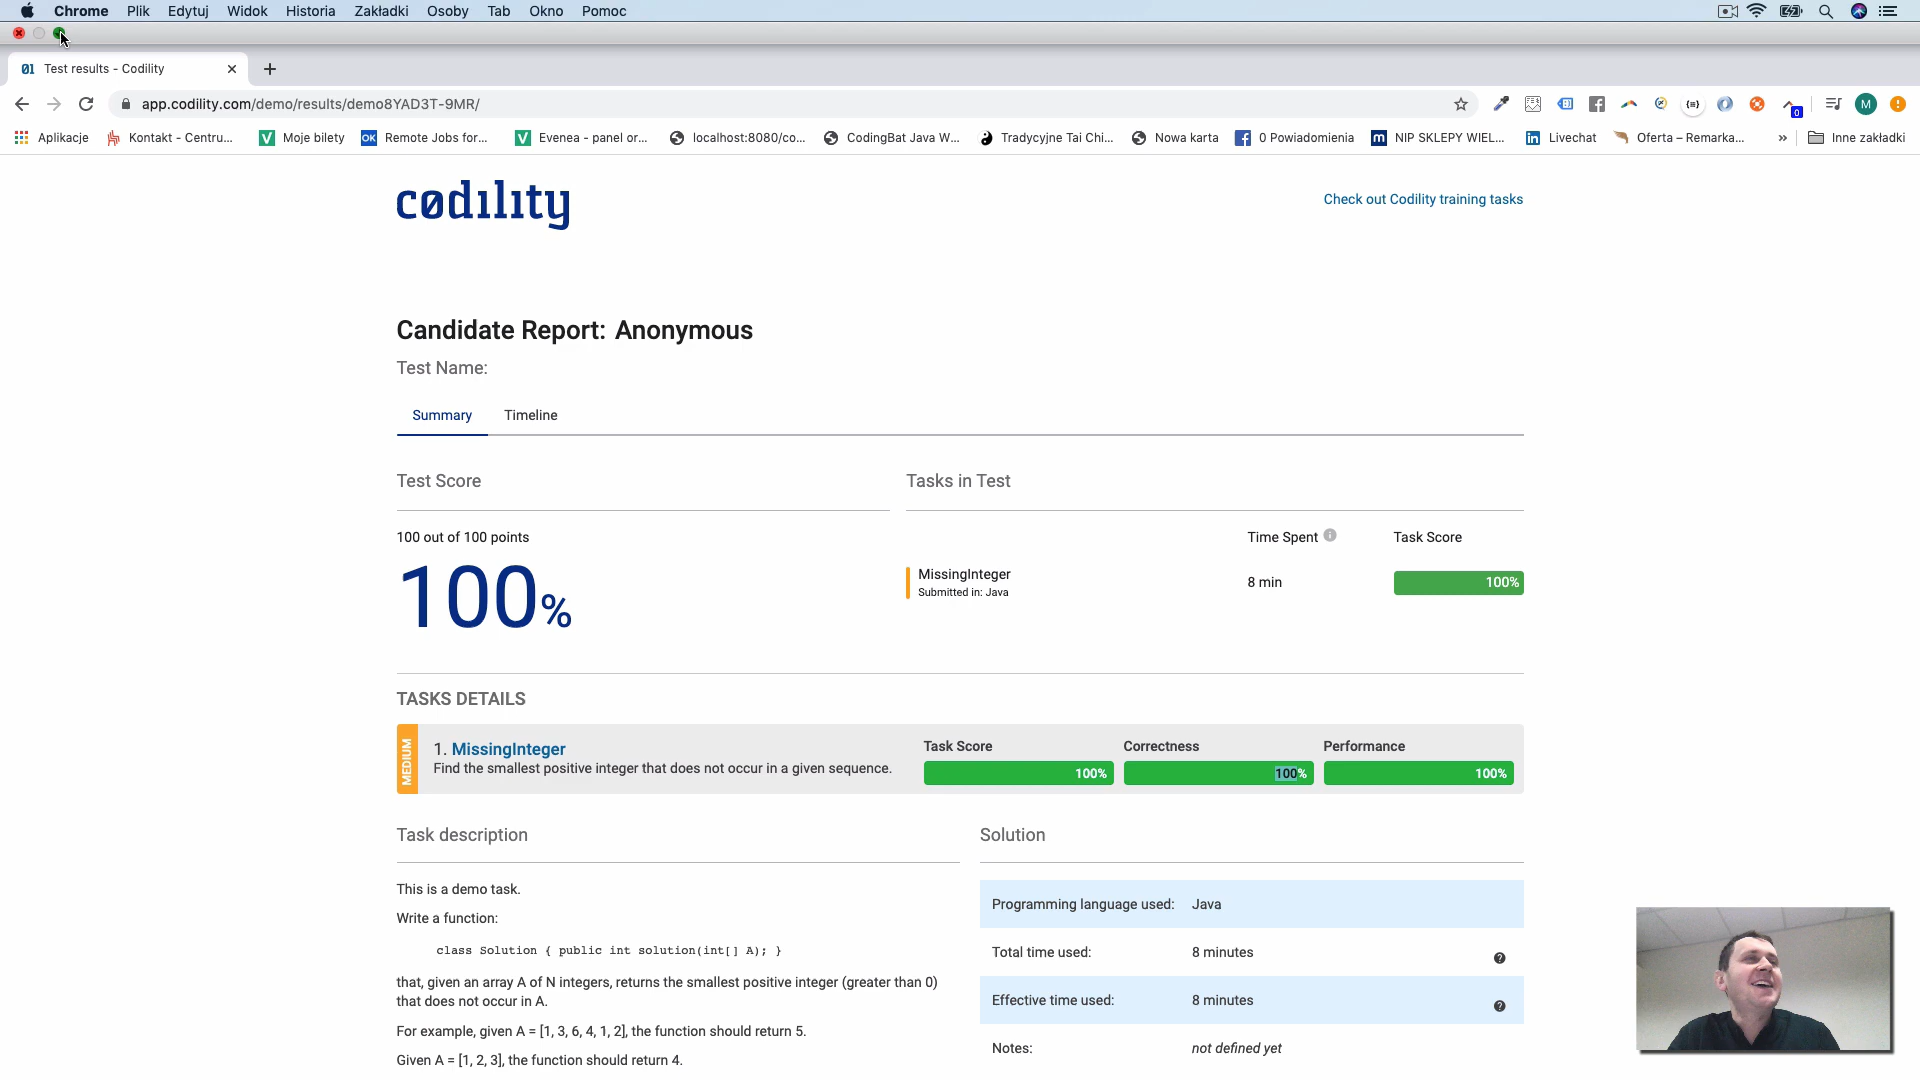 Chrome Plik Edytuj Widok Historia Zakładki Osoby Tab Okno Pomoc
01 Test results - Codility
app.codility.com/demo/results/demo8YAD3T-9MR/
0 M
Aplikacje Kontakt - Centru... V Moje bilety OK Remote Jobs for... V Evenea - panel or... localhost:8080/co... CodingBat Java W... Tradycyjne Tai Chi... Nowa karta 0 Powiadomienia m NIP SKLEPY WIEL... in Livechat Oferta – Remarka... » Inne zakładki
codility
Check out Codility training tasks
Candidate Report: Anonymous
Test Name:
Summary Timeline
Test Score
100 out of 100 points
100%
Tasks in Test
Time Spent Task Score
MissingInteger
Submitted in: Java
8 min
100%
TASKS DETAILS
MEDIUM
1. MissingInteger
Find the smallest positive integer that does not occur in a given sequence.
Task Score
100%
Correctness
100%
Performance
100%
Task description
This is a demo task.
Write a function:
class Solution { public int solution(int[] A); }
that, given an array A of N integers, returns the smallest positive integer (greater than 0)
that does not occur in A.
For example, given A = [1, 3, 6, 4, 1, 2], the function should return 5.
Given A = [1, 2, 3], the function should return 4.
Solution
Programming language used: Java
Total time used: 8 minutes
Effective time used: 8 minutes
Notes: not defined yet